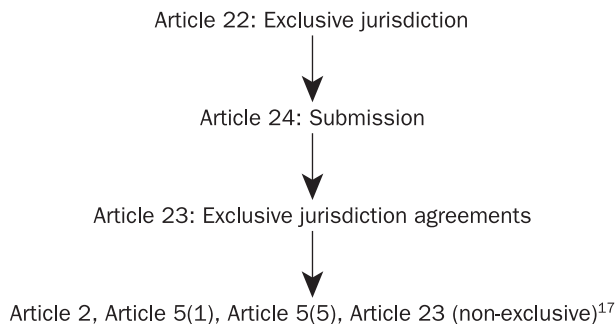 Article 22: Exclusive jurisdiction
Article 24: Submission
Article 23: Exclusive jurisdiction agreements
Article 2, Article 5(1), Article 5(5), Article 23 (non-exclusive)¹⁷